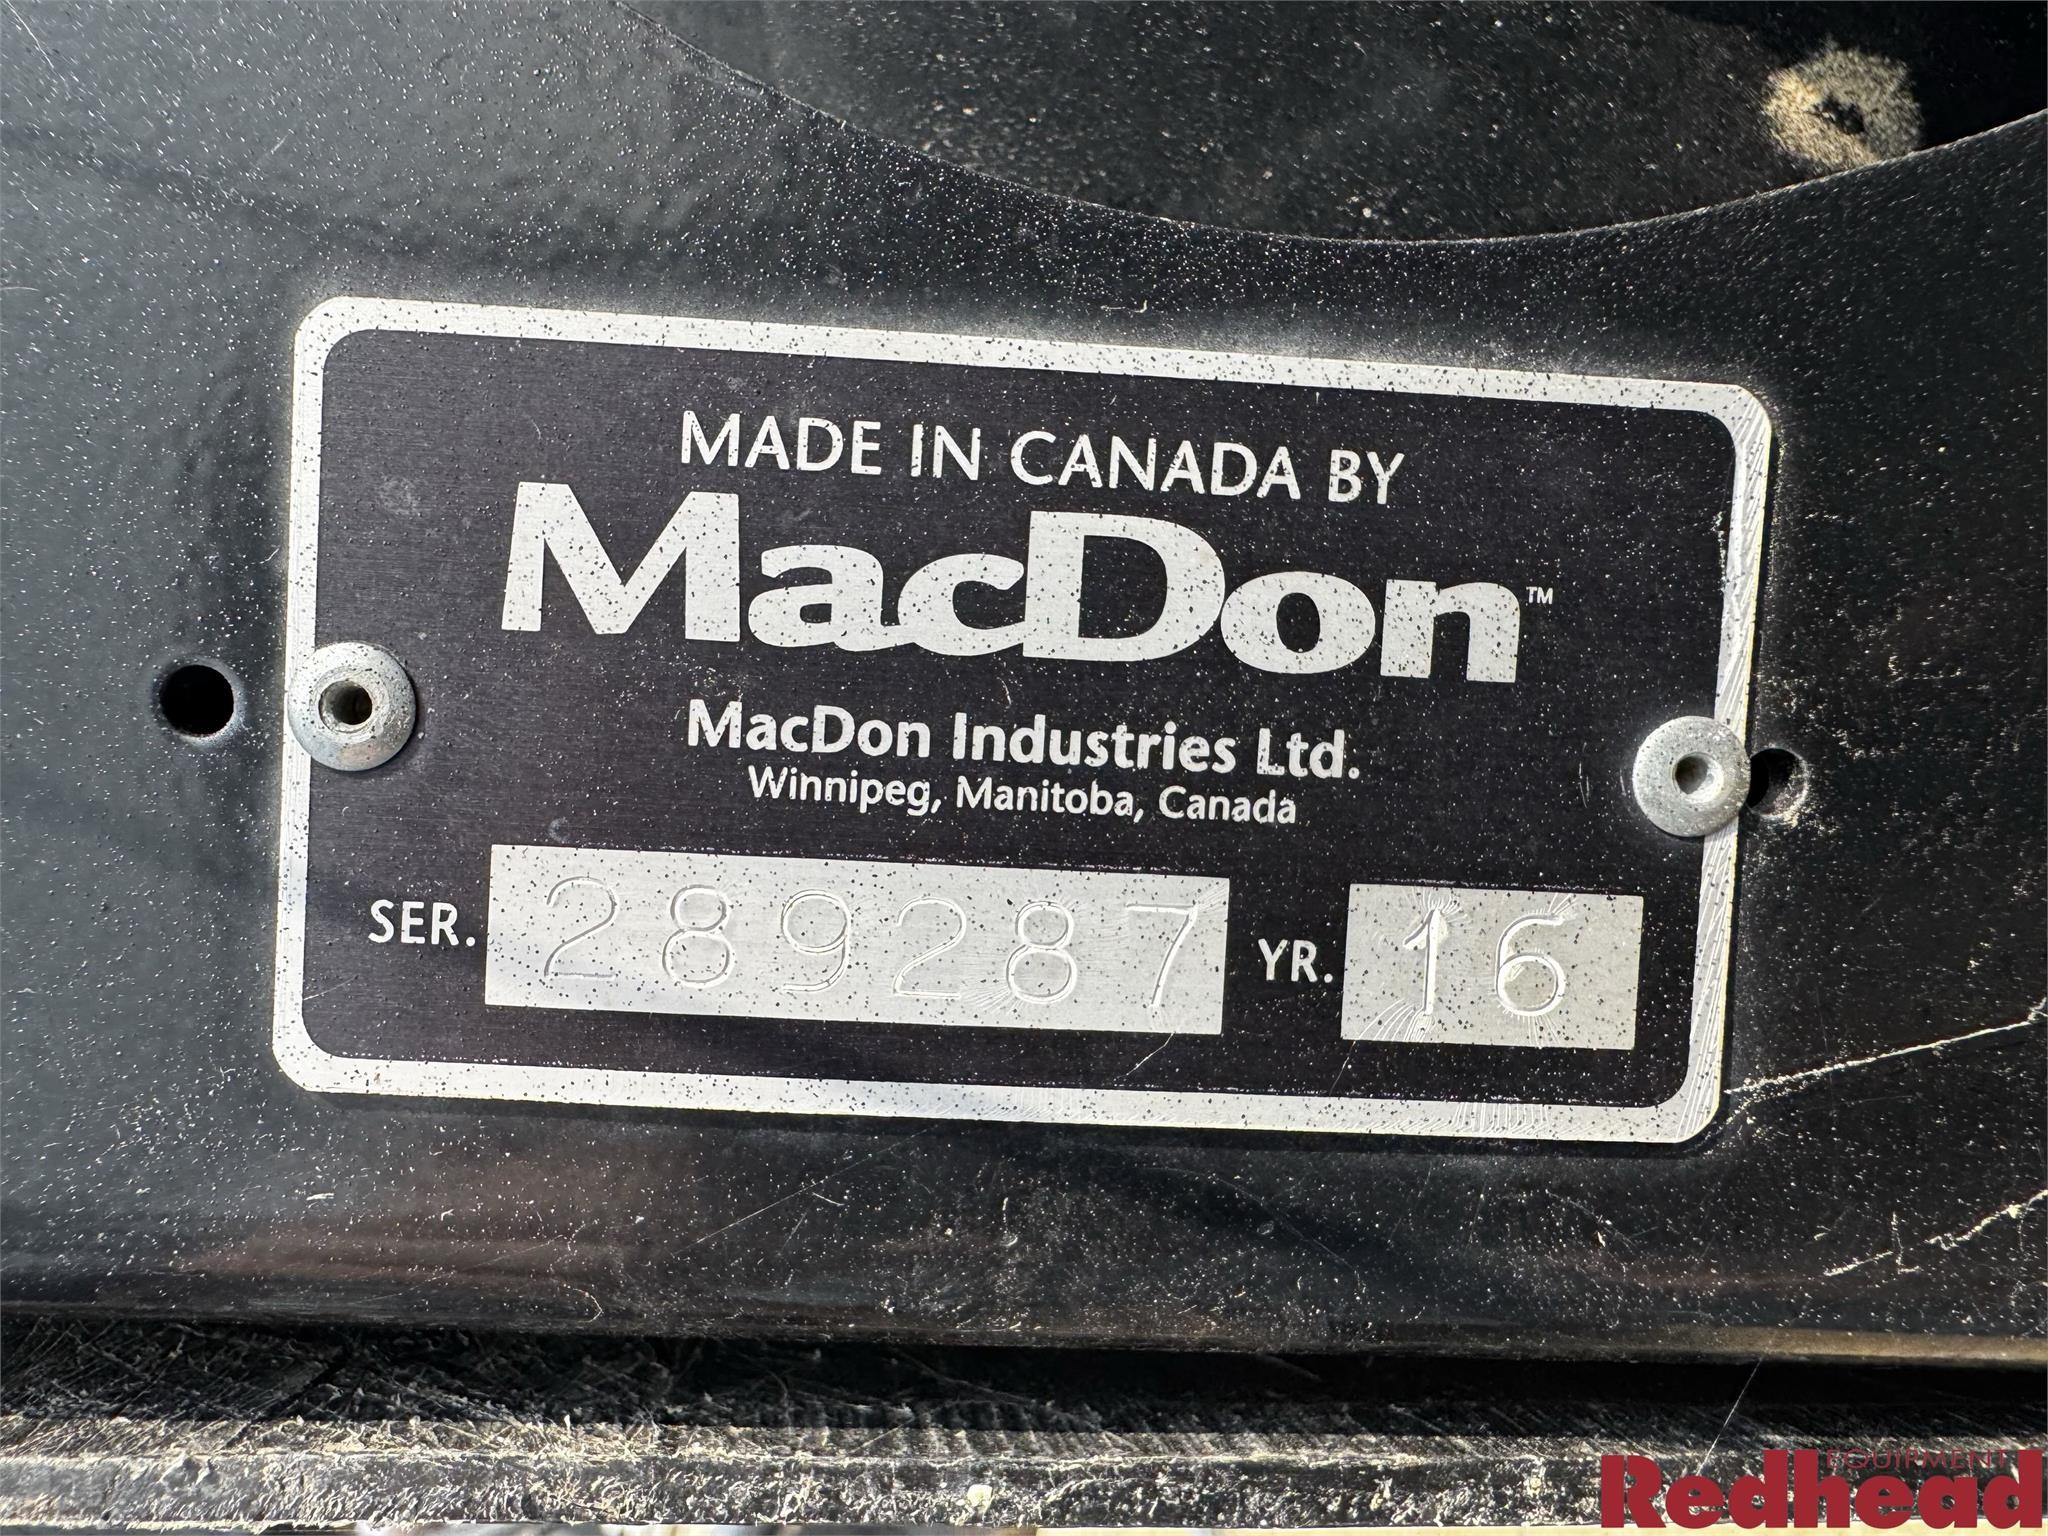 MADE IN CANADA BY
MacDon™
MacDon Industries Ltd.
Winnipeg, Manitoba, Canada
SER. 289287 YR. 16
EQUIPMENT
Redhead